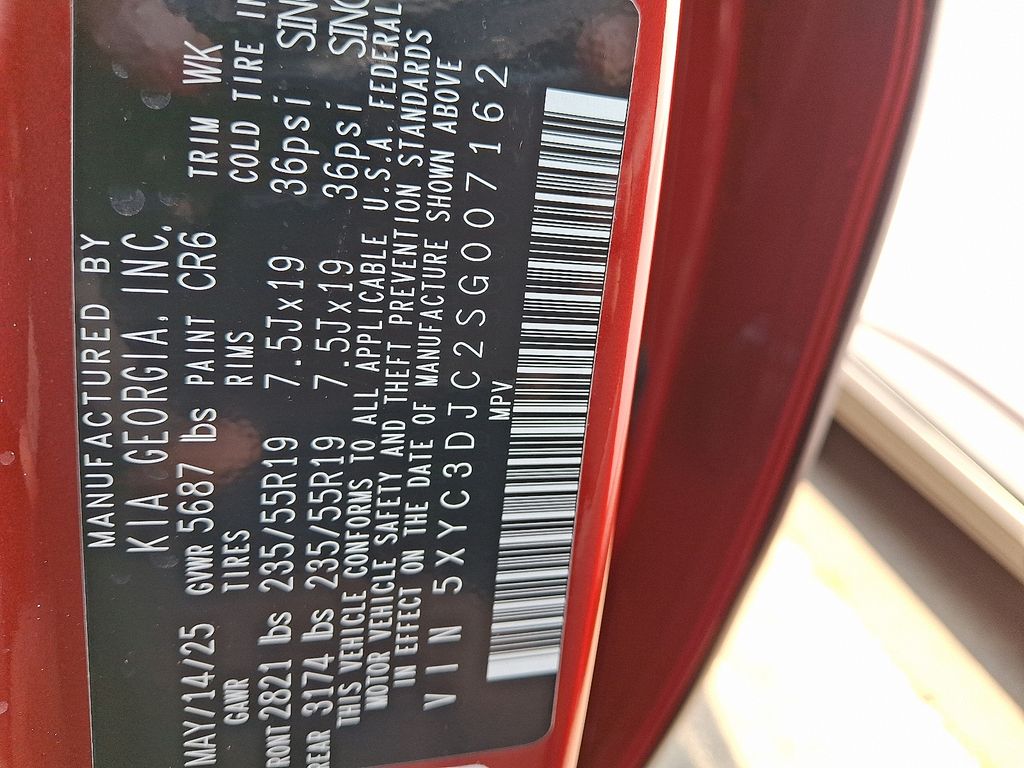 MANUFACTURED BY
KIA GEORGIA, INC.
MAY/14/25 GVWR 5687 lbs PAINT CR6 TRIM WK
GAWR TIRES RIMS COLD TIRE
2821 lbs 235/55R19 7.5Jx19 36psi
3174 lbs 235/55R19 7.5Jx19 36psi
THIS VEHICLE CONFORMS TO ALL APPLICABLE U.S.A. FEDERAL
MOTOR VEHICLE SAFETY AND THEFT PREVENTION STANDARDS
IN EFFECT ON THE DATE OF MANUFACTURE SHOWN ABOVE
VIN 5XYC3DJC2SG007162
MPV